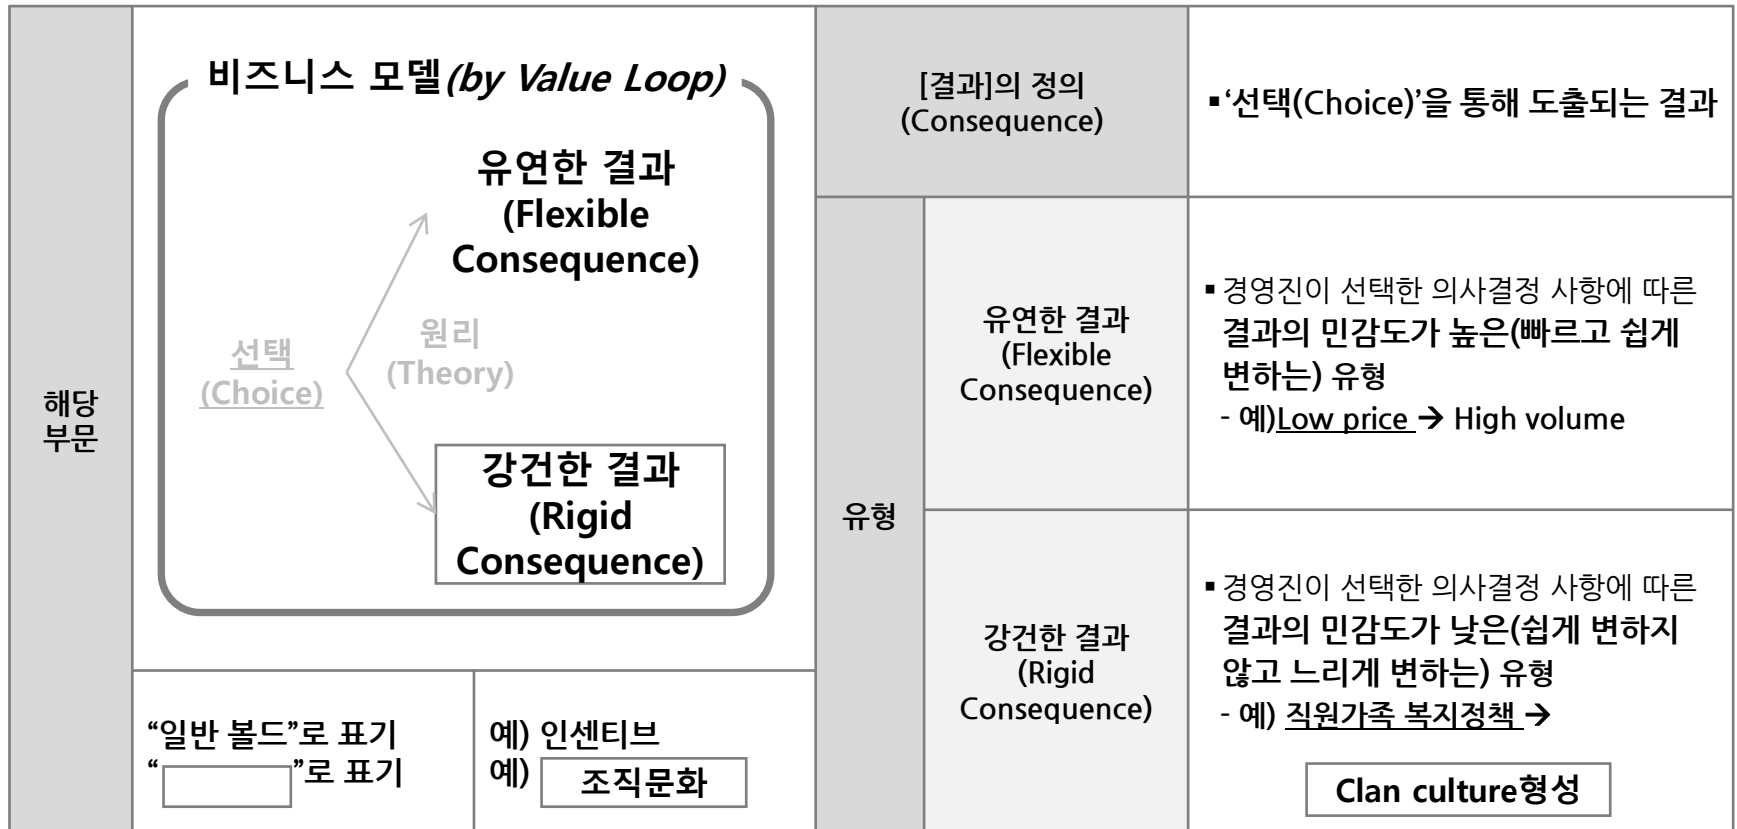 해당
부문
비즈니스 모델(by Value Loop)
유연한 결과
(Flexible
Consequence)
선택
(Choice)
원리
(Theory)
강건한 결과
(Rigid
Consequence)
“일반 볼드”로 표기
“ ”로 표기
예) 인센티브
예) 조직문화
[결과]의 정의
(Consequence)
▪‘선택(Choice)’을 통해 도출되는 결과
유형
유연한 결과
(Flexible
Consequence)
▪경영진이 선택한 의사결정 사항에 따른
결과의 민감도가 높은(빠르고 쉽게
변하는) 유형
- 예)Low price → High volume
강건한 결과
(Rigid
Consequence)
▪경영진이 선택한 의사결정 사항에 따른
결과의 민감도가 낮은(쉽게 변하지
않고 느리게 변하는) 유형
- 예) 직원가족 복지정책 →
Clan culture형성